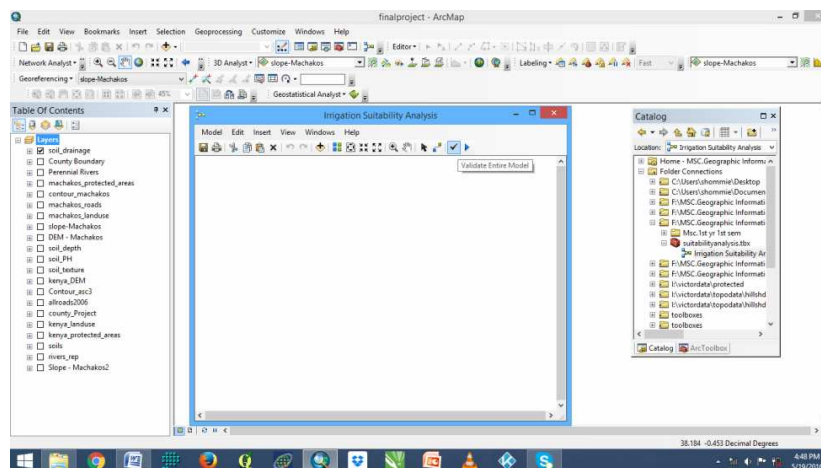 finalproject - ArcMap
File Edit View Bookmarks Insert Selection Geoprocessing Customize Windows Help
Editor
Network Analyst 3D Analyst slope-Machakos Labeling Fast slope-Machakos
Georeferencing slope-Machakos
45% Geostatistical Analyst
Table Of Contents
Layers
soil_drainage
County Boundary
Perennial Rivers
machakos_protected_areas
contour_machakos
machakos_roads
machakos_landuse
slope-Machakos
DEM - Machakos
soil_depth
soil_PH
soil_texture
kenya_DEM
Contour_asc3
allroads2006
county_Project
kenya_landuse
kenya_protected_areas
soils
rivers_rep
Slope - Machakos2
Irrigation Suitability Analysis
Model Edit Insert View Windows Help
Validate Entire Model
Catalog
Location: Irrigation Suitability Analysis
Home - MSC.Geographic Informa
Folder Connections
C:\Users\shommie\Desktop
C:\Users\shommie\Documen
F:\MSC.Geographic Informati
F:\MSC.Geographic Informati
F:\MSC.Geographic Informati
Msc.1st yr 1st sem
suitabilityanalysis.tbx
Irrigation Suitability Ar
F:\MSC.Geographic Informati
F:\MSC.Geographic Informati
I:\victordata\protected
I:\victordata\topodata\hillshd
I:\victordata\topodata\hillshd
toolboxes
toolboxes
Catalog ArcToolbox
38.184 -0.453 Decimal Degrees
4:48 PM